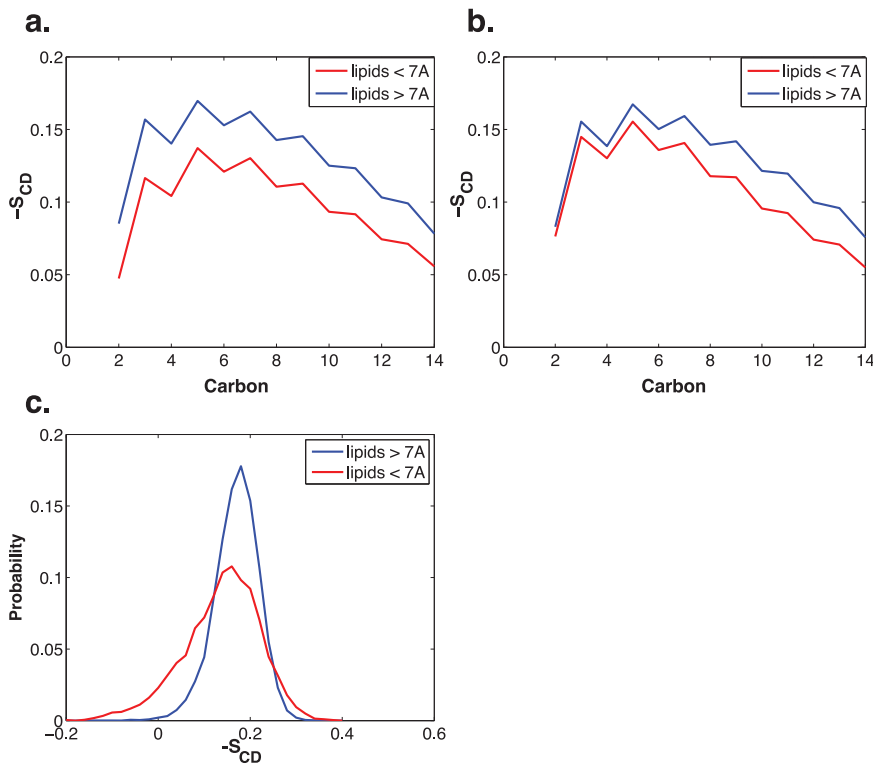 a.
0.2
0.15
0.1
0.05
0
-S_CD
lipids < 7A
lipids > 7A
0 2 4 6 8 10 12 14
Carbon
b.
0.2
0.15
0.1
0.05
0
-S_CD
lipids < 7A
lipids > 7A
0 2 4 6 8 10 12 14
Carbon
c.
0.2
0.15
0.1
0.05
0
Probability
lipids > 7A
lipids < 7A
−0.2 0 0.2 0.4 0.6
-S_CD